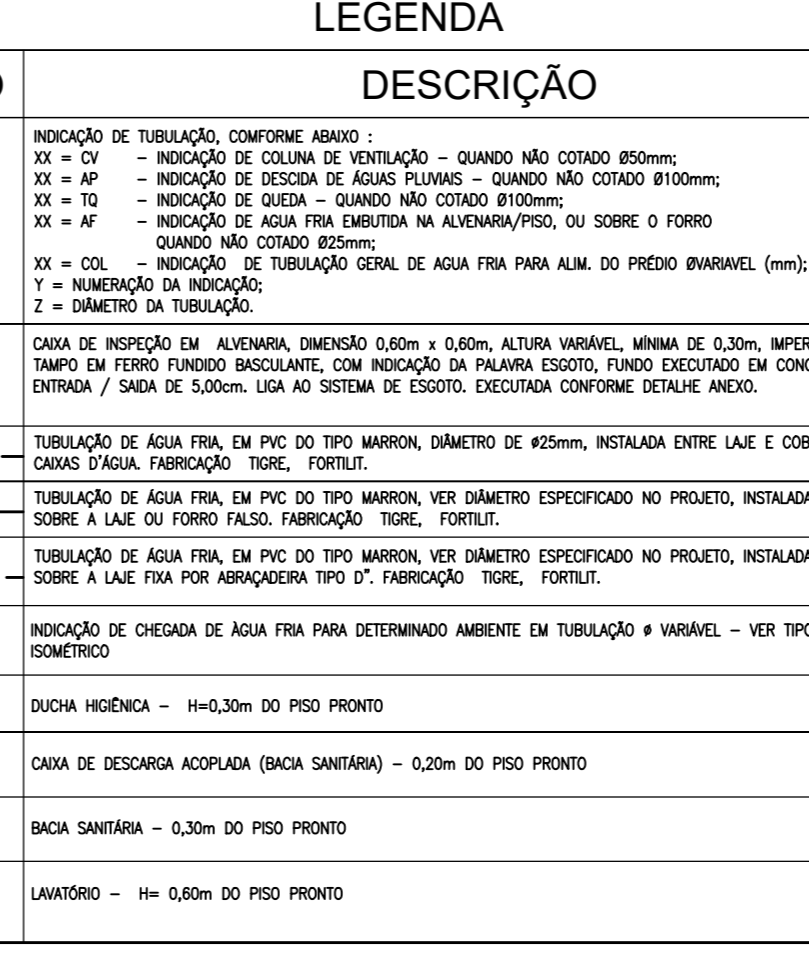 LEGENDA
DESCRIÇÃO
INDICAÇÃO DE TUBULAÇÃO, COMFORME ABAIXO :
XX = CV – INDICAÇÃO DE COLUNA DE VENTILAÇÃO – QUANDO NÃO COTADO Ø50mm;
XX = AP – INDICAÇÃO DE DESCIDA DE ÁGUAS PLUVIAIS – QUANDO NÃO COTADO Ø100mm;
XX = TQ – INDICAÇÃO DE QUEDA – QUANDO NÃO COTADO Ø100mm;
XX = AF – INDICAÇÃO DE AGUA FRIA EMBUTIDA NA ALVENARIA/PISO, OU SOBRE O FORRO
QUANDO NÃO COTADO Ø25mm;
XX = COL – INDICAÇÃO DE TUBULAÇÃO GERAL DE AGUA FRIA PARA ALIM. DO PRÉDIO ØVARIAVEL (mm);
Y = NUMERAÇÃO DA INDICAÇÃO;
Z = DIÂMETRO DA TUBULAÇÃO.
CAIXA DE INSPEÇÃO EM ALVENARIA, DIMENSÃO 0,60m x 0,60m, ALTURA VARIÁVEL, MÍNIMA DE 0,30m, IMPER
TAMPO EM FERRO FUNDIDO BASCULANTE, COM INDICAÇÃO DA PALAVRA ESGOTO, FUNDO EXECUTADO EM CONC
ENTRADA / SAIDA DE 5,00cm. LIGA AO SISTEMA DE ESGOTO. EXECUTADA CONFORME DETALHE ANEXO.
TUBULAÇÃO DE ÁGUA FRIA, EM PVC DO TIPO MARRON, DIÂMETRO DE ø25mm, INSTALADA ENTRE LAJE E COB
CAIXAS D'ÁGUA. FABRICAÇÃO TIGRE, FORTILIT.
TUBULAÇÃO DE ÁGUA FRIA, EM PVC DO TIPO MARRON, VER DIÂMETRO ESPECIFICADO NO PROJETO, INSTALADA
SOBRE A LAJE OU FORRO FALSO. FABRICAÇÃO TIGRE, FORTILIT.
TUBULAÇÃO DE ÁGUA FRIA, EM PVC DO TIPO MARRON, VER DIÂMETRO ESPECIFICADO NO PROJETO, INSTALADA
SOBRE A LAJE FIXA POR ABRAÇADEIRA TIPO D". FABRICAÇÃO TIGRE, FORTILIT.
INDICAÇÃO DE CHEGADA DE ÀGUA FRIA PARA DETERMINADO AMBIENTE EM TUBULAÇÃO ø VARIÁVEL – VER TIPO
ISOMÉTRICO
DUCHA HIGIÊNICA – H=0,30m DO PISO PRONTO
CAIXA DE DESCARGA ACOPLADA (BACIA SANITÁRIA) – 0,20m DO PISO PRONTO
BACIA SANITÁRIA – 0,30m DO PISO PRONTO
LAVATÓRIO – H= 0,60m DO PISO PRONTO